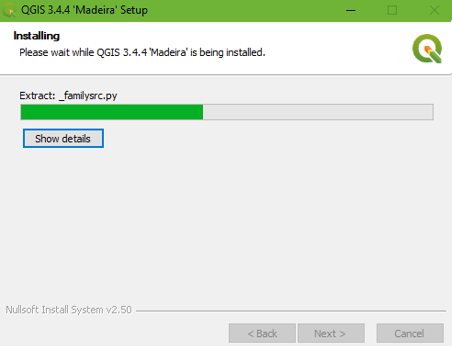 QGIS 3.4.4 'Madeira' Setup
Installing
Please wait while QGIS 3.4.4 'Madeira' is being installed.
Extract: _familysrc.py
Show details
Nullsoft Install System v2.50
< Back Next > Cancel